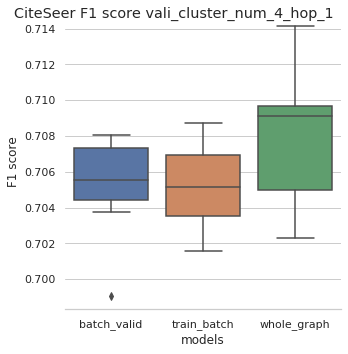 CiteSeer F1 score vali_cluster_num_4_hop_1
0.714
0.712
0.710
0.708
0.706
0.704
0.702
0.700
F1 score
batch_valid train_batch whole_graph
models